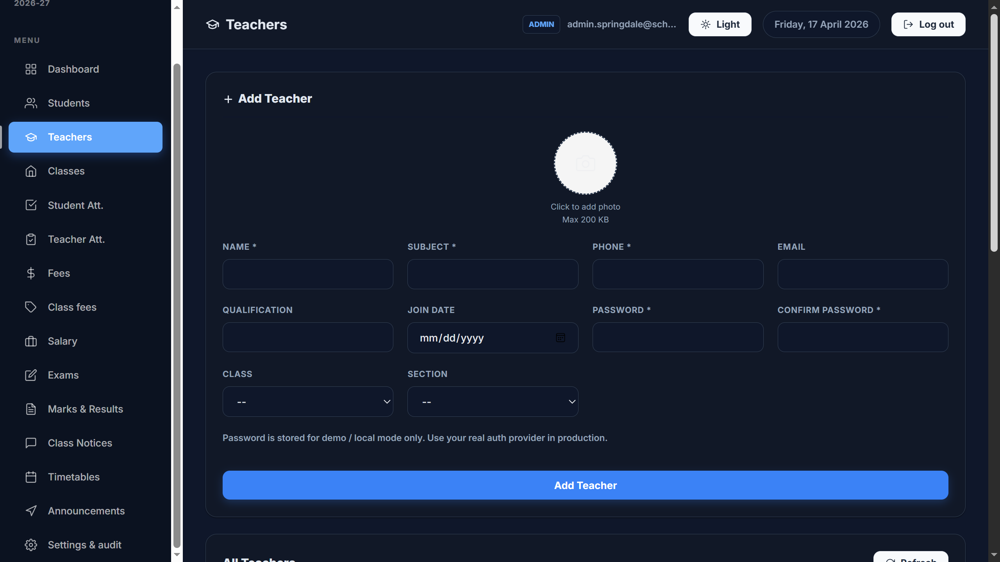 2026-27
MENU
Dashboard
Students
Teachers
Classes
Student Att.
Teacher Att.
Fees
Class fees
Salary
Exams
Marks & Results
Class Notices
Timetables
Announcements
Settings & audit
Teachers
ADMIN
admin.springdale@sch...
Light
Friday, 17 April 2026
Log out
+ Add Teacher
Click to add photo
Max 200 KB
NAME * SUBJECT * PHONE * EMAIL
QUALIFICATION JOIN DATE PASSWORD * CONFIRM PASSWORD *
mm/dd/yyyy
CLASS SECTION
-- --
Password is stored for demo / local mode only. Use your real auth provider in production.
Add Teacher
All Teachers
Refresh